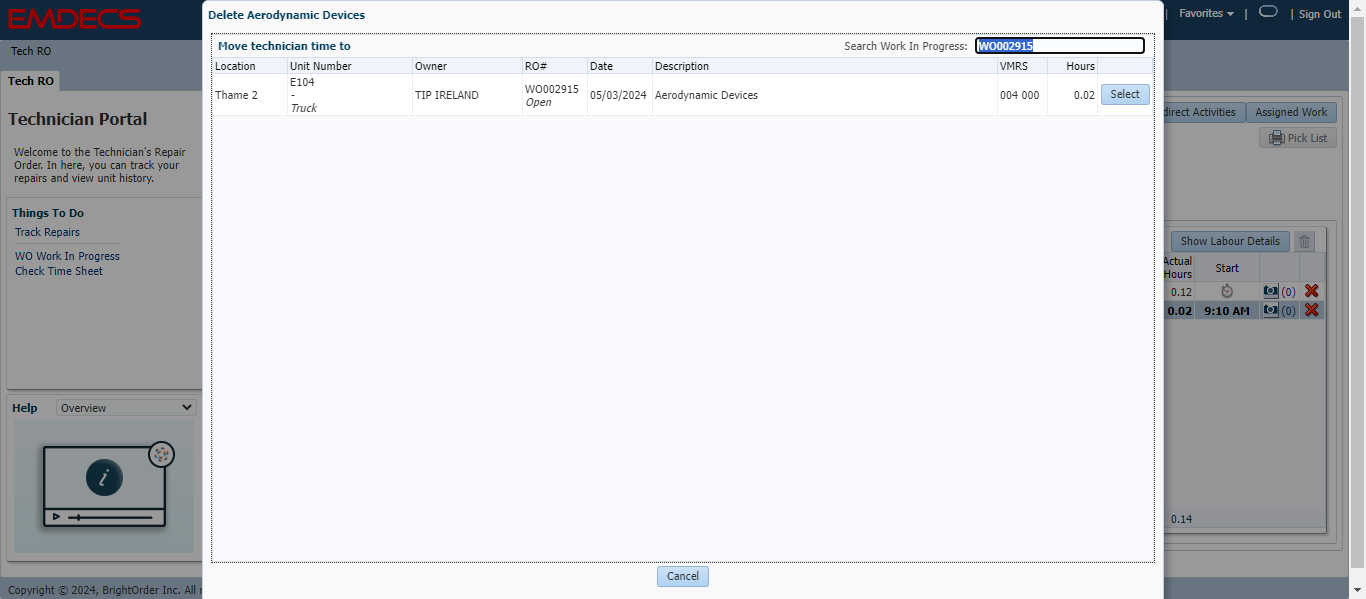 EMDECS
Favorites
Sign Out
Tech RO
Tech RO
Technician Portal
Welcome to the Technician's Repair
Order. In here, you can track your
repairs and view unit history.
Things To Do
Track Repairs
WO Work In Progress
Check Time Sheet
Help
Overview
i
Copyright © 2024, BrightOrder Inc. All
Delete Aerodynamic Devices
Move technician time to
Search Work In Progress: WO002915
Location Unit Number Owner RO# Date Description VMRS Hours
E104
Thame 2 - TIP IRELAND WO002915 05/03/2024 Aerodynamic Devices 004 000 0.02 Select
Truck Open
Cancel
direct Activities Assigned Work
Pick List
Show Labour Details
Actual
Hours Start
0.12 (0)
0.02 9:10 AM (0)
0.14